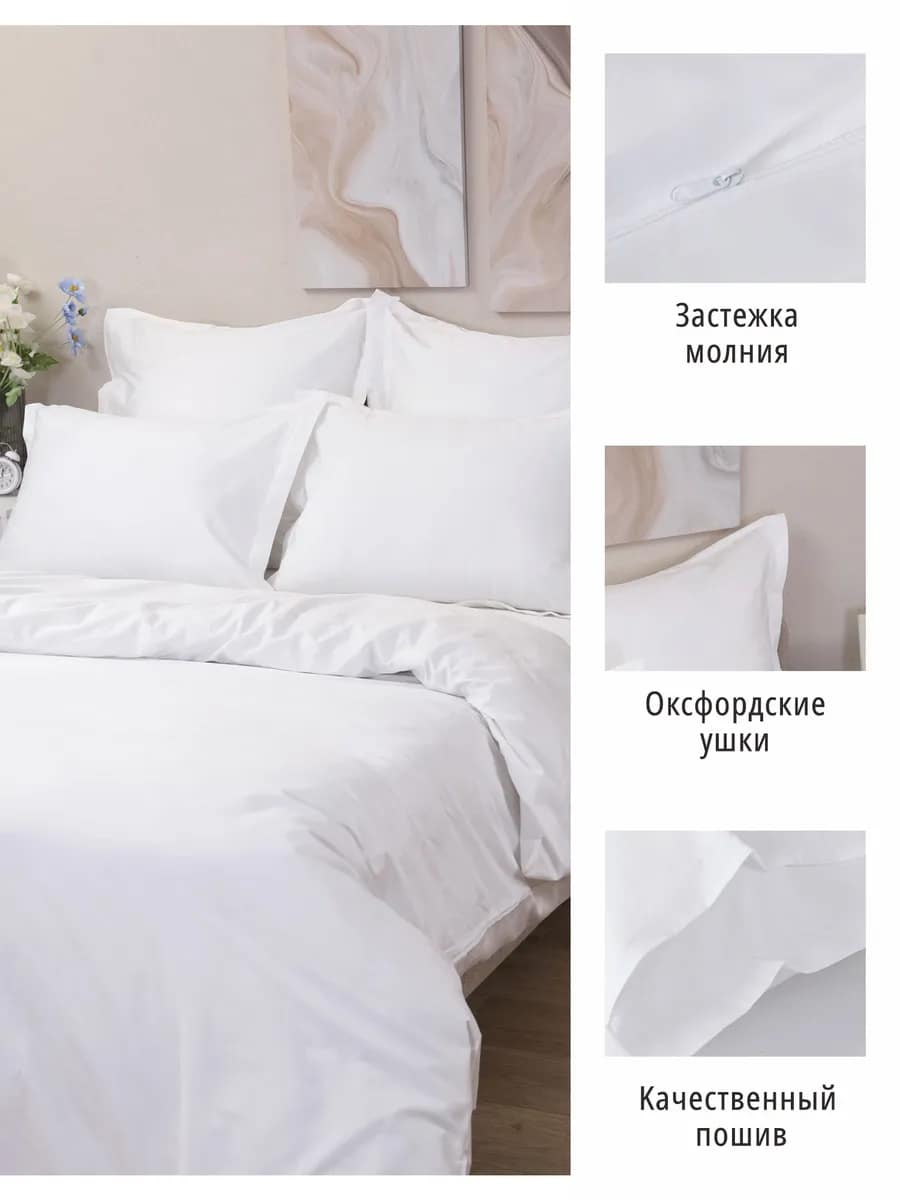 Застежка
молния
Оксфордские
ушки
Качественный
пошив